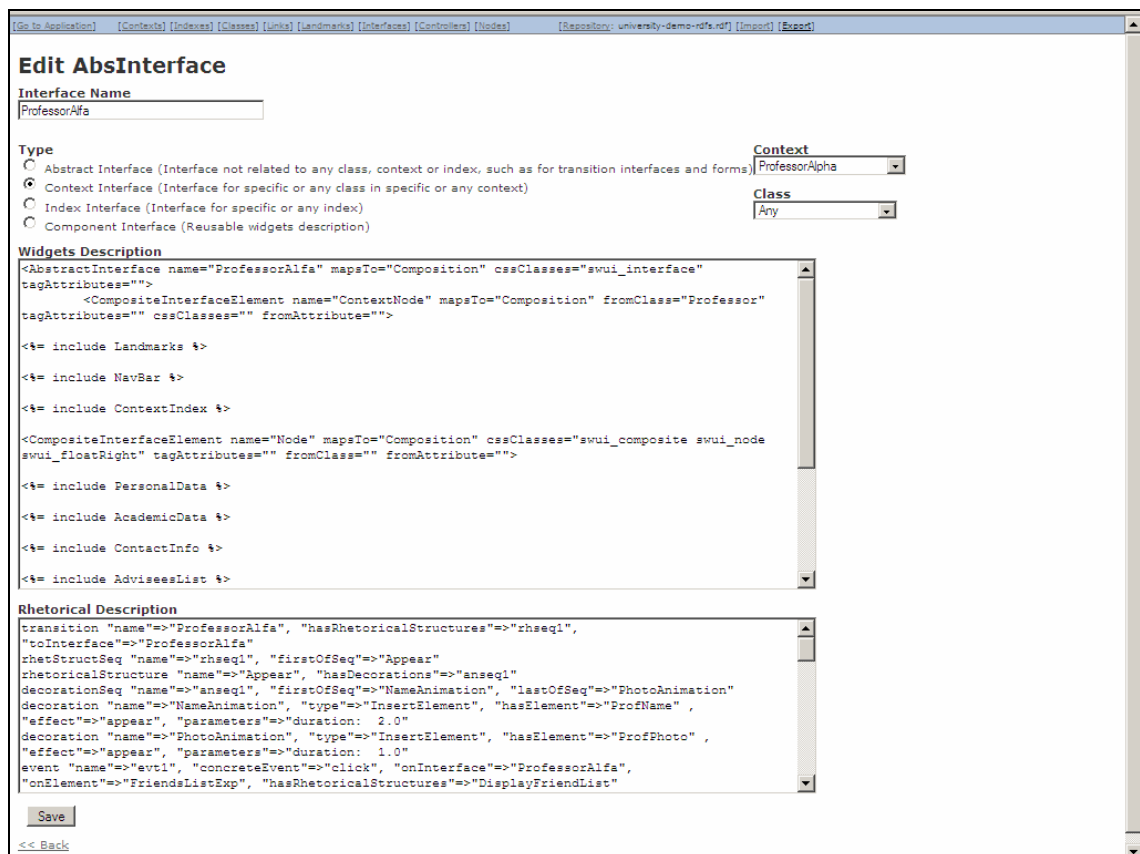 [Go to Application] [Contexts] [Indexes] [Classes] [Links] [Landmarks] [Interfaces] [Controllers] [Nodes] [Repository: university-demo-rdfs.rdf] [Import] [Export]
Edit AbsInterface
Interface Name
ProfessorAlfa
Type
Abstract Interface (Interface not related to any class, context or index, such as for transition interfaces and forms)
Context Interface (Interface for specific or any class in specific or any context)
Index Interface (Interface for specific or any index)
Component Interface (Reusable widgets description)
Context
ProfessorAlpha
Class
Any
Widgets Description
<AbstractInterface name="ProfessorAlfa" mapsTo="Composition" cssClasses="swui_interface"
tagAttributes="">
<CompositeInterfaceElement name="ContextNode" mapsTo="Composition" fromClass="Professor"
tagAttributes="" cssClasses="" fromAttribute="">
<%= include Landmarks %>
<%= include NavBar %>
<%= include ContextIndex %>
<CompositeInterfaceElement name="Node" mapsTo="Composition" cssClasses="swui_composite swui_node
swui_floatRight" tagAttributes="" fromClass="" fromAttribute="">
<%= include PersonalData %>
<%= include AcademicData %>
<%= include ContactInfo %>
<%= include AdviseesList %>
Rhetorical Description
transition "name"=>"ProfessorAlfa", "hasRhetoricalStructures"=>"rhseq1",
"toInterface"=>"ProfessorAlfa"
rhetStructSeq "name"=>"rhseq1", "firstOfSeq"=>"Appear"
rhetoricalStructure "name"=>"Appear", "hasDecorations"=>"anseq1"
decorationSeq "name"=>"anseq1", "firstOfSeq"=>"NameAnimation", "lastOfSeq"=>"PhotoAnimation"
decoration "name"=>"NameAnimation", "type"=>"InsertElement", "hasElement"=>"ProfName" ,
"effect"=>"appear", "parameters"=>"duration:  2.0"
decoration "name"=>"PhotoAnimation", "type"=>"InsertElement", "hasElement"=>"ProfPhoto" ,
"effect"=>"appear", "parameters"=>"duration:  1.0"
event "name"=>"evt1", "concreteEvent"=>"click", "onInterface"=>"ProfessorAlfa",
"onElement"=>"FriendsListExp", "hasRhetoricalStructures"=>"DisplayFriendList"
Save
<< Back